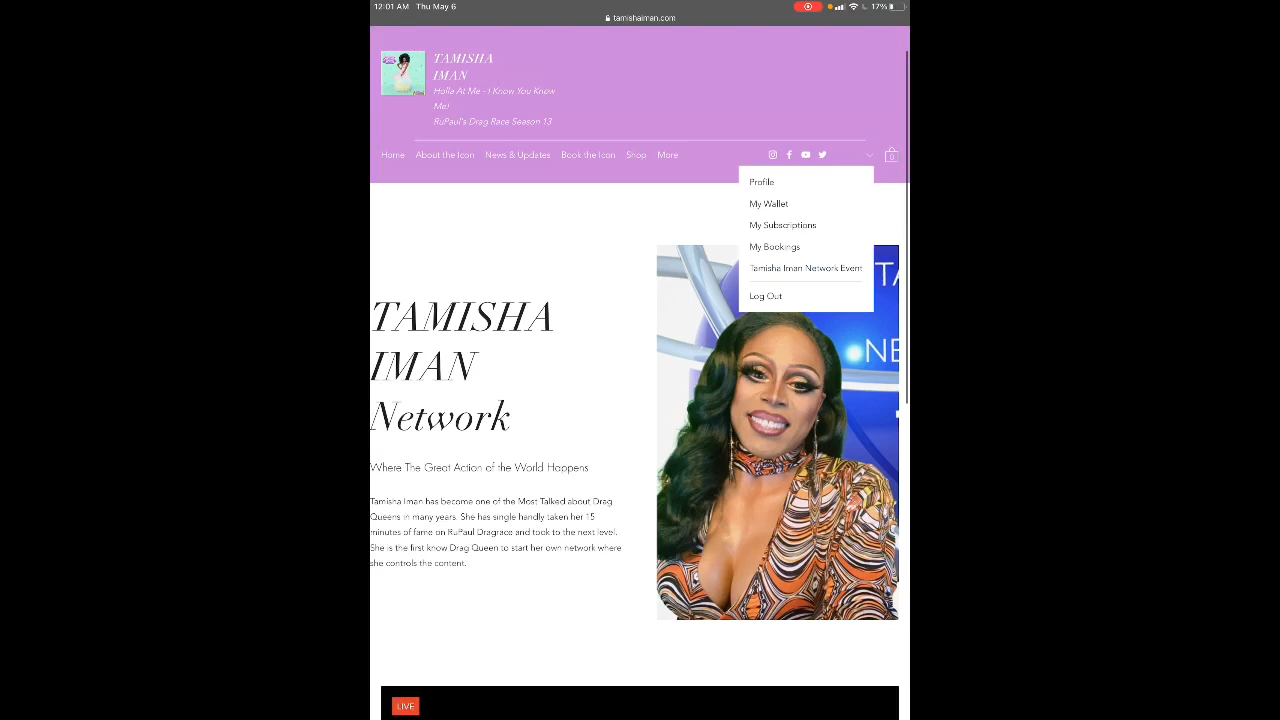 12:01 AM Thu May 6
17%
tamishaiman.com
TAMISHA
IMAN
Holla At Me - I Know You Know
Me!
RuPaul's Drag Race Season 13
Home About the Icon News & Updates Book the Icon Shop More
0
Profile
My Wallet
My Subscriptions
My Bookings
Tamisha Iman Network Event
Log Out
TA
NE
TAMISHA
IMAN
Network
Where The Great Action of the World Happens
Tamisha Iman has become one of the Most Talked about Drag
Queens in many years. She has single handly taken her 15
minutes of fame on RuPaul Dragrace and took to the next level.
She is the first know Drag Queen to start her own network where
she controls the content.
LIVE